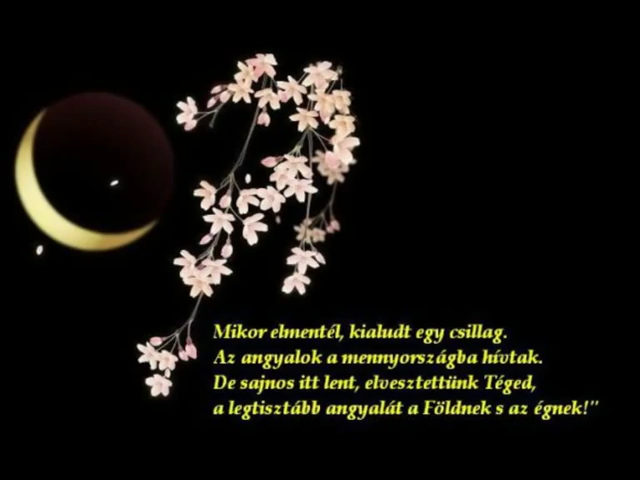 Mikor elmentél, kialudt egy csillag.
Az angyalok a mennyországba hívtak.
De sajnos itt lent, elvesztettünk Téged,
a legtisztább angyalát a Földnek s az égnek!"